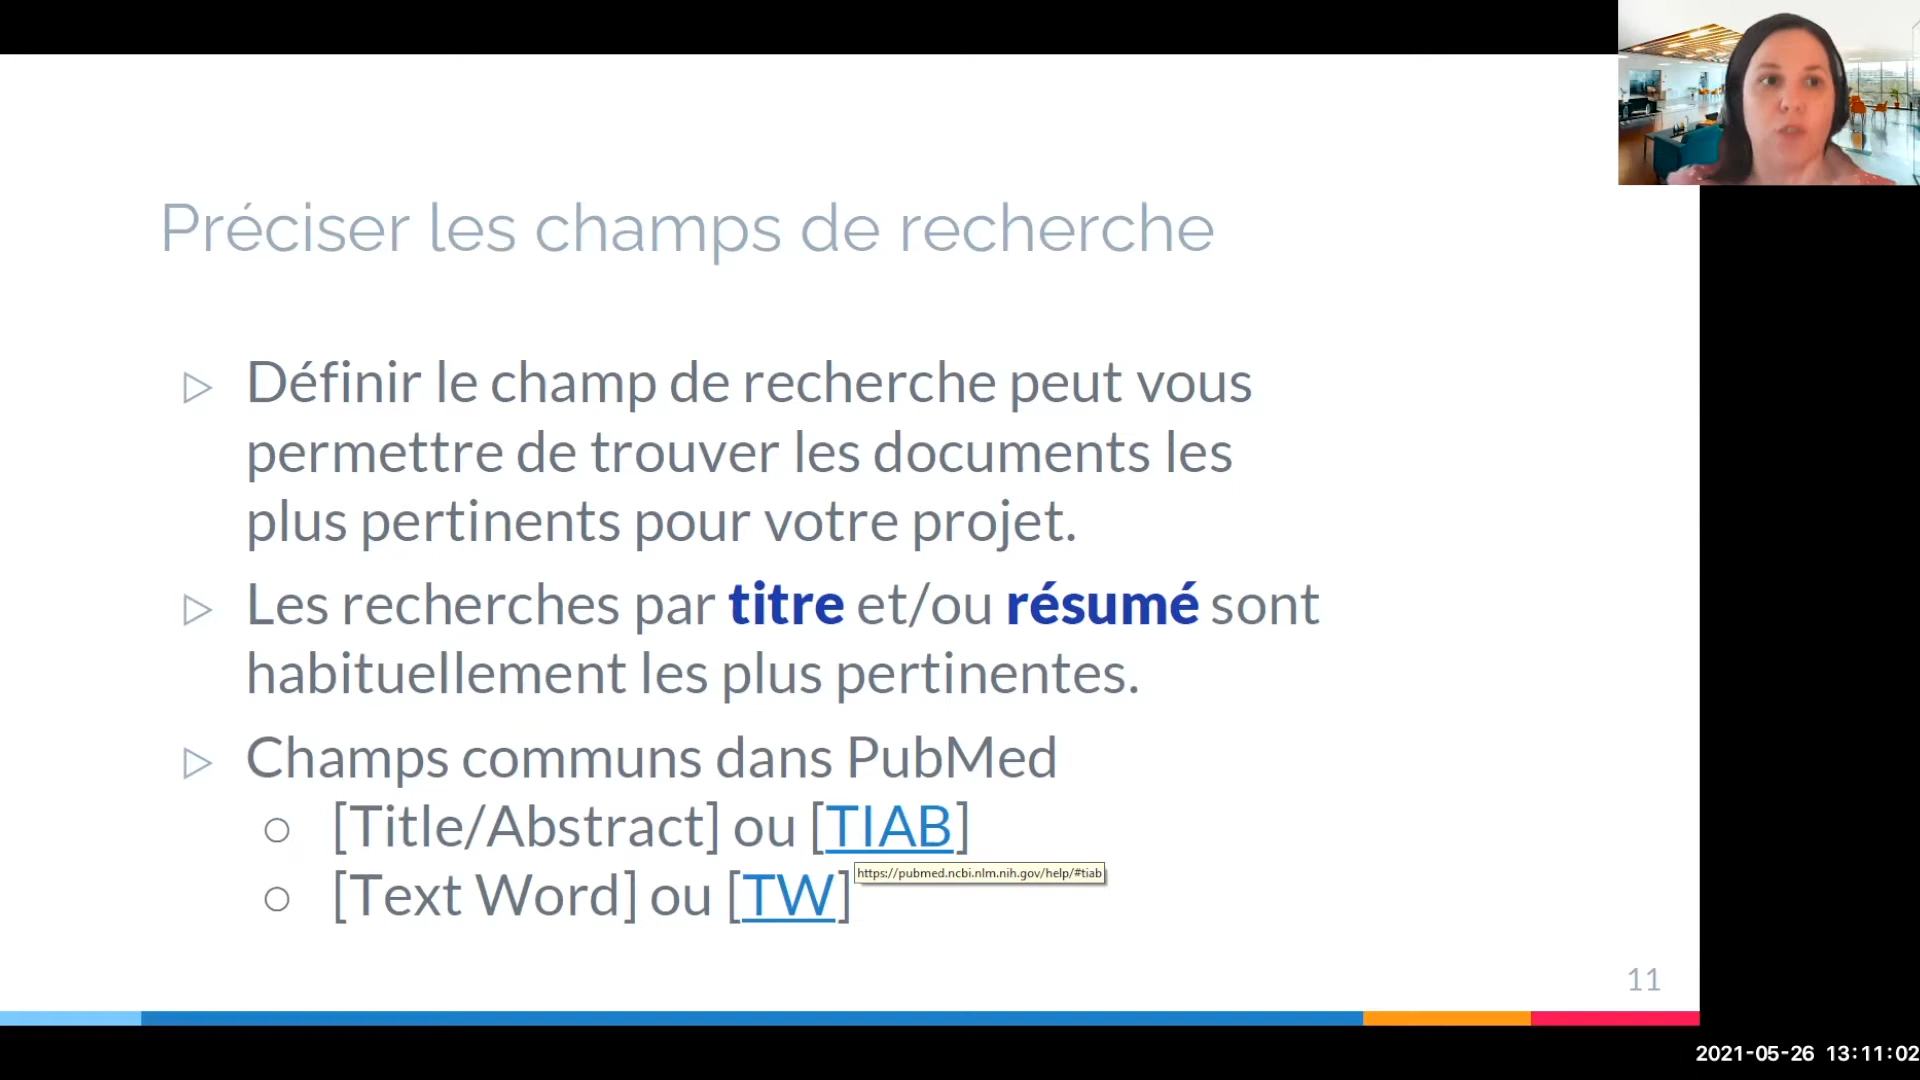 Préciser les champs de recherche
▷ Définir le champ de recherche peut vous
permettre de trouver les documents les
plus pertinents pour votre projet.
▷ Les recherches par titre et/ou résumé sont
habituellement les plus pertinentes.
▷ Champs communs dans PubMed
○ [Title/Abstract] ou [TIAB]
https://pubmed.ncbi.nlm.nih.gov/help/#tiab
○ [Text Word] ou [TW]
11
2021-05-26 13:11:02